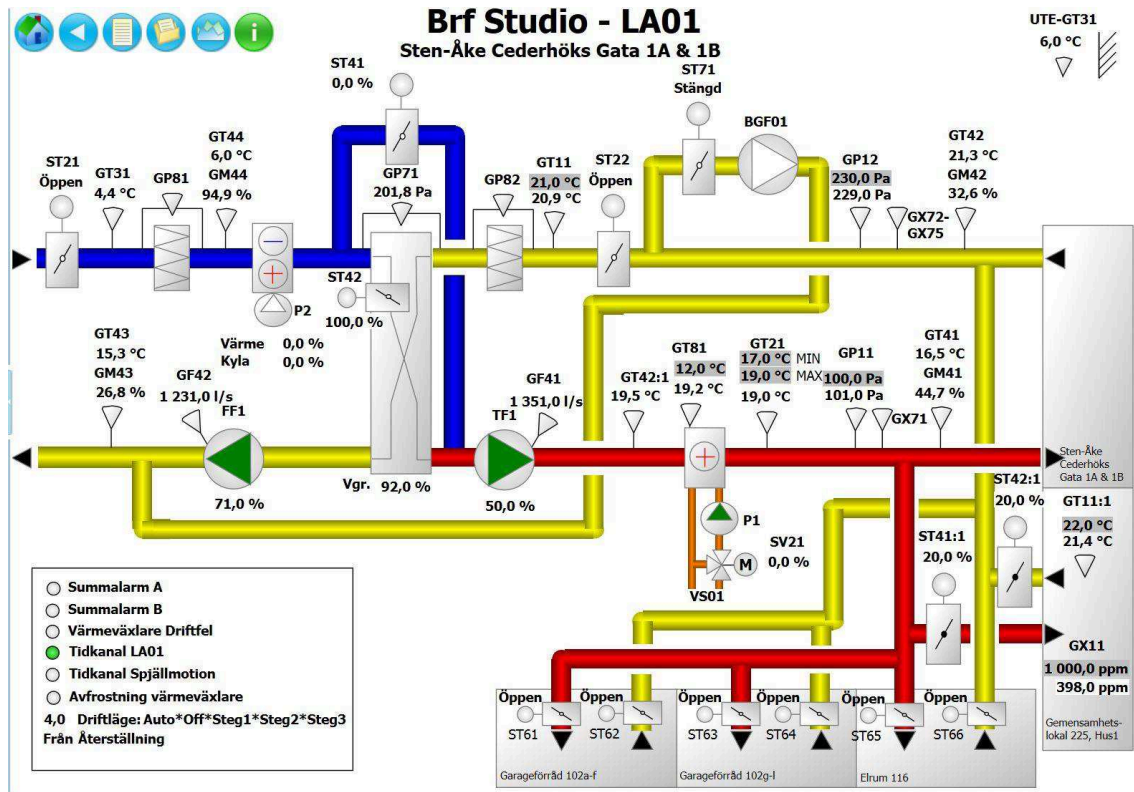 Brf Studio - LA01
Sten-Åke Cederhöks Gata 1A & 1B
UTE-GT31
6,0 °C
ST41
0,0 %
ST71
Stängd
BGF01
GT44
6,0 °C
GM44
94,9 %
ST21
Öppen
GT31
4,4 °C
GP81
GP71
201,8 Pa
GP82
GT11
21,0 °C
20,9 °C
ST22
Öppen
GP12
230,0 Pa
229,0 Pa
GX72-
GX75
GT42
21,3 °C
GM42
32,6 %
P2
ST42
100,0 %
Värme 0,0 %
Kyla 0,0 %
GT43
15,3 °C
GM43
26,8 %
GF42
1 231,0 l/s
FF1
71,0 %
Vgr. 92,0 %
GF41
1 351,0 l/s
TF1
50,0 %
GT42:1
19,5 °C
GT81
12,0 °C
19,2 °C
GT21
17,0 °C MIN
19,0 °C MAX
19,0 °C
GP11
100,0 Pa
101,0 Pa
GX71
GT41
16,5 °C
GM41
44,7 %
Sten-Åke
Cederhöks
Gata 1A & 1B
P1
SV21
0,0 %
M
VS01
ST42:1
20,0 %
ST41:1
20,0 %
GT11:1
22,0 °C
21,4 °C
GX11
1 000,0 ppm
398,0 ppm
Gemensamhets-
lokal 225, Hus1
Summalarm A
Summalarm B
Värmeväxlare Driftfel
Tidkanal LA01
Tidkanal Spjällmotion
Avfrostning värmeväxlare
4,0 Driftläge: Auto*Off*Steg1*Steg2*Steg3
Från Återställning
Öppen Öppen Öppen Öppen Öppen Öppen
ST61 ST62 ST63 ST64 ST65 ST66
Garageförråd 102a-f
Garageförråd 102g-l
Elrum 116